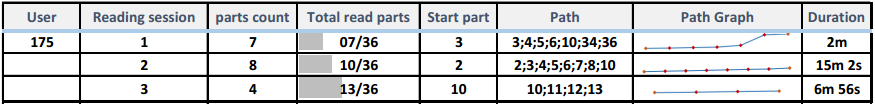 User Reading session parts count Total read parts Start part Path Path Graph Duration
175 1 7 07/36 3 3;4;5;6;10;34;36 2m
2 8 10/36 2 2;3;4;5;6;7;8;10 15m 2s
3 4 13/36 10 10;11;12;13 6m 56s